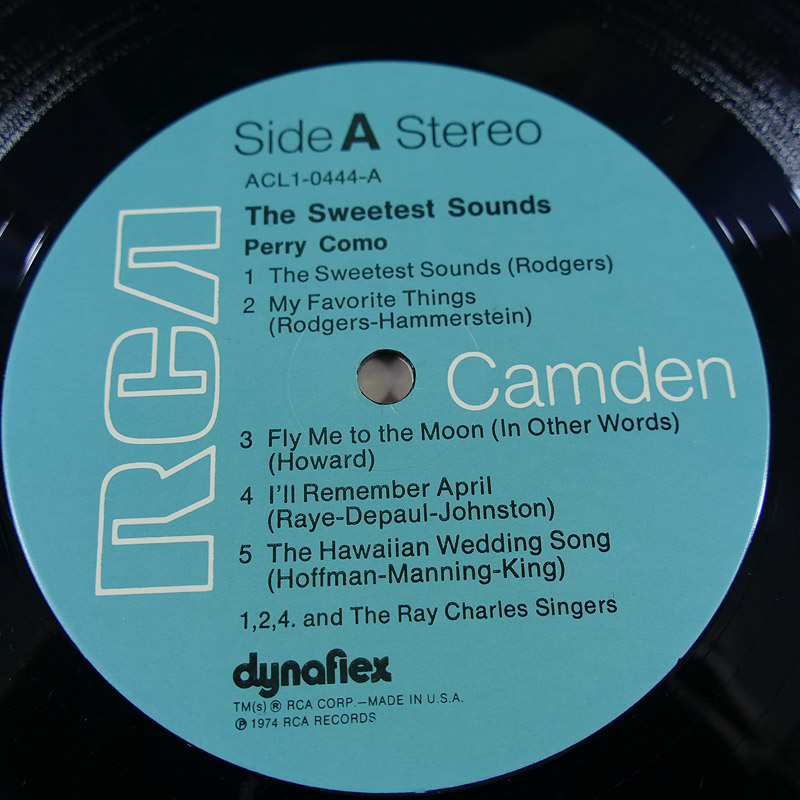 Side A Stereo
ACL1-0444-A
The Sweetest Sounds
Perry Como
1 The Sweetest Sounds (Rodgers)
2 My Favorite Things
(Rodgers-Hammerstein)
RCA
Camden
3 Fly Me to the Moon (In Other Words)
(Howard)
4 I'll Remember April
(Raye-Depaul-Johnston)
5 The Hawaiian Wedding Song
(Hoffman-Manning-King)
1,2,4. and The Ray Charles Singers
dynaflex
TM(s) ® RCA CORP.—MADE IN U.S.A.
℗ 1974 RCA RECORDS